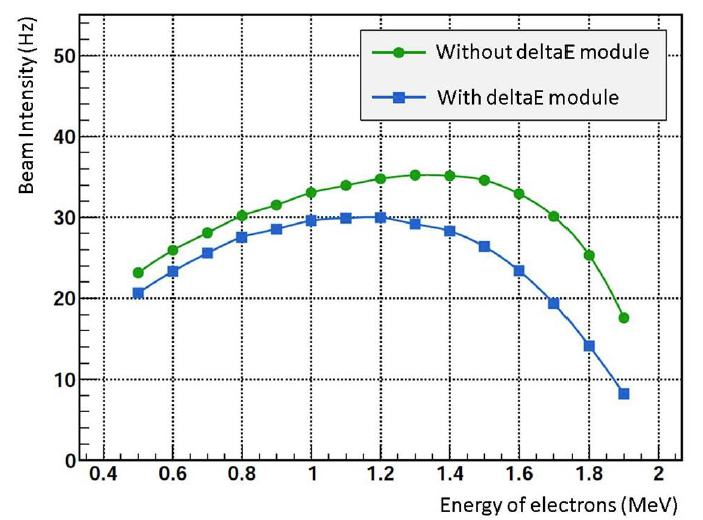 Beam Intensity (Hz)
50
40
30
20
10
0
Without deltaE module
With deltaE module
0.4 0.6 0.8 1 1.2 1.4 1.6 1.8 2
Energy of electrons (MeV)